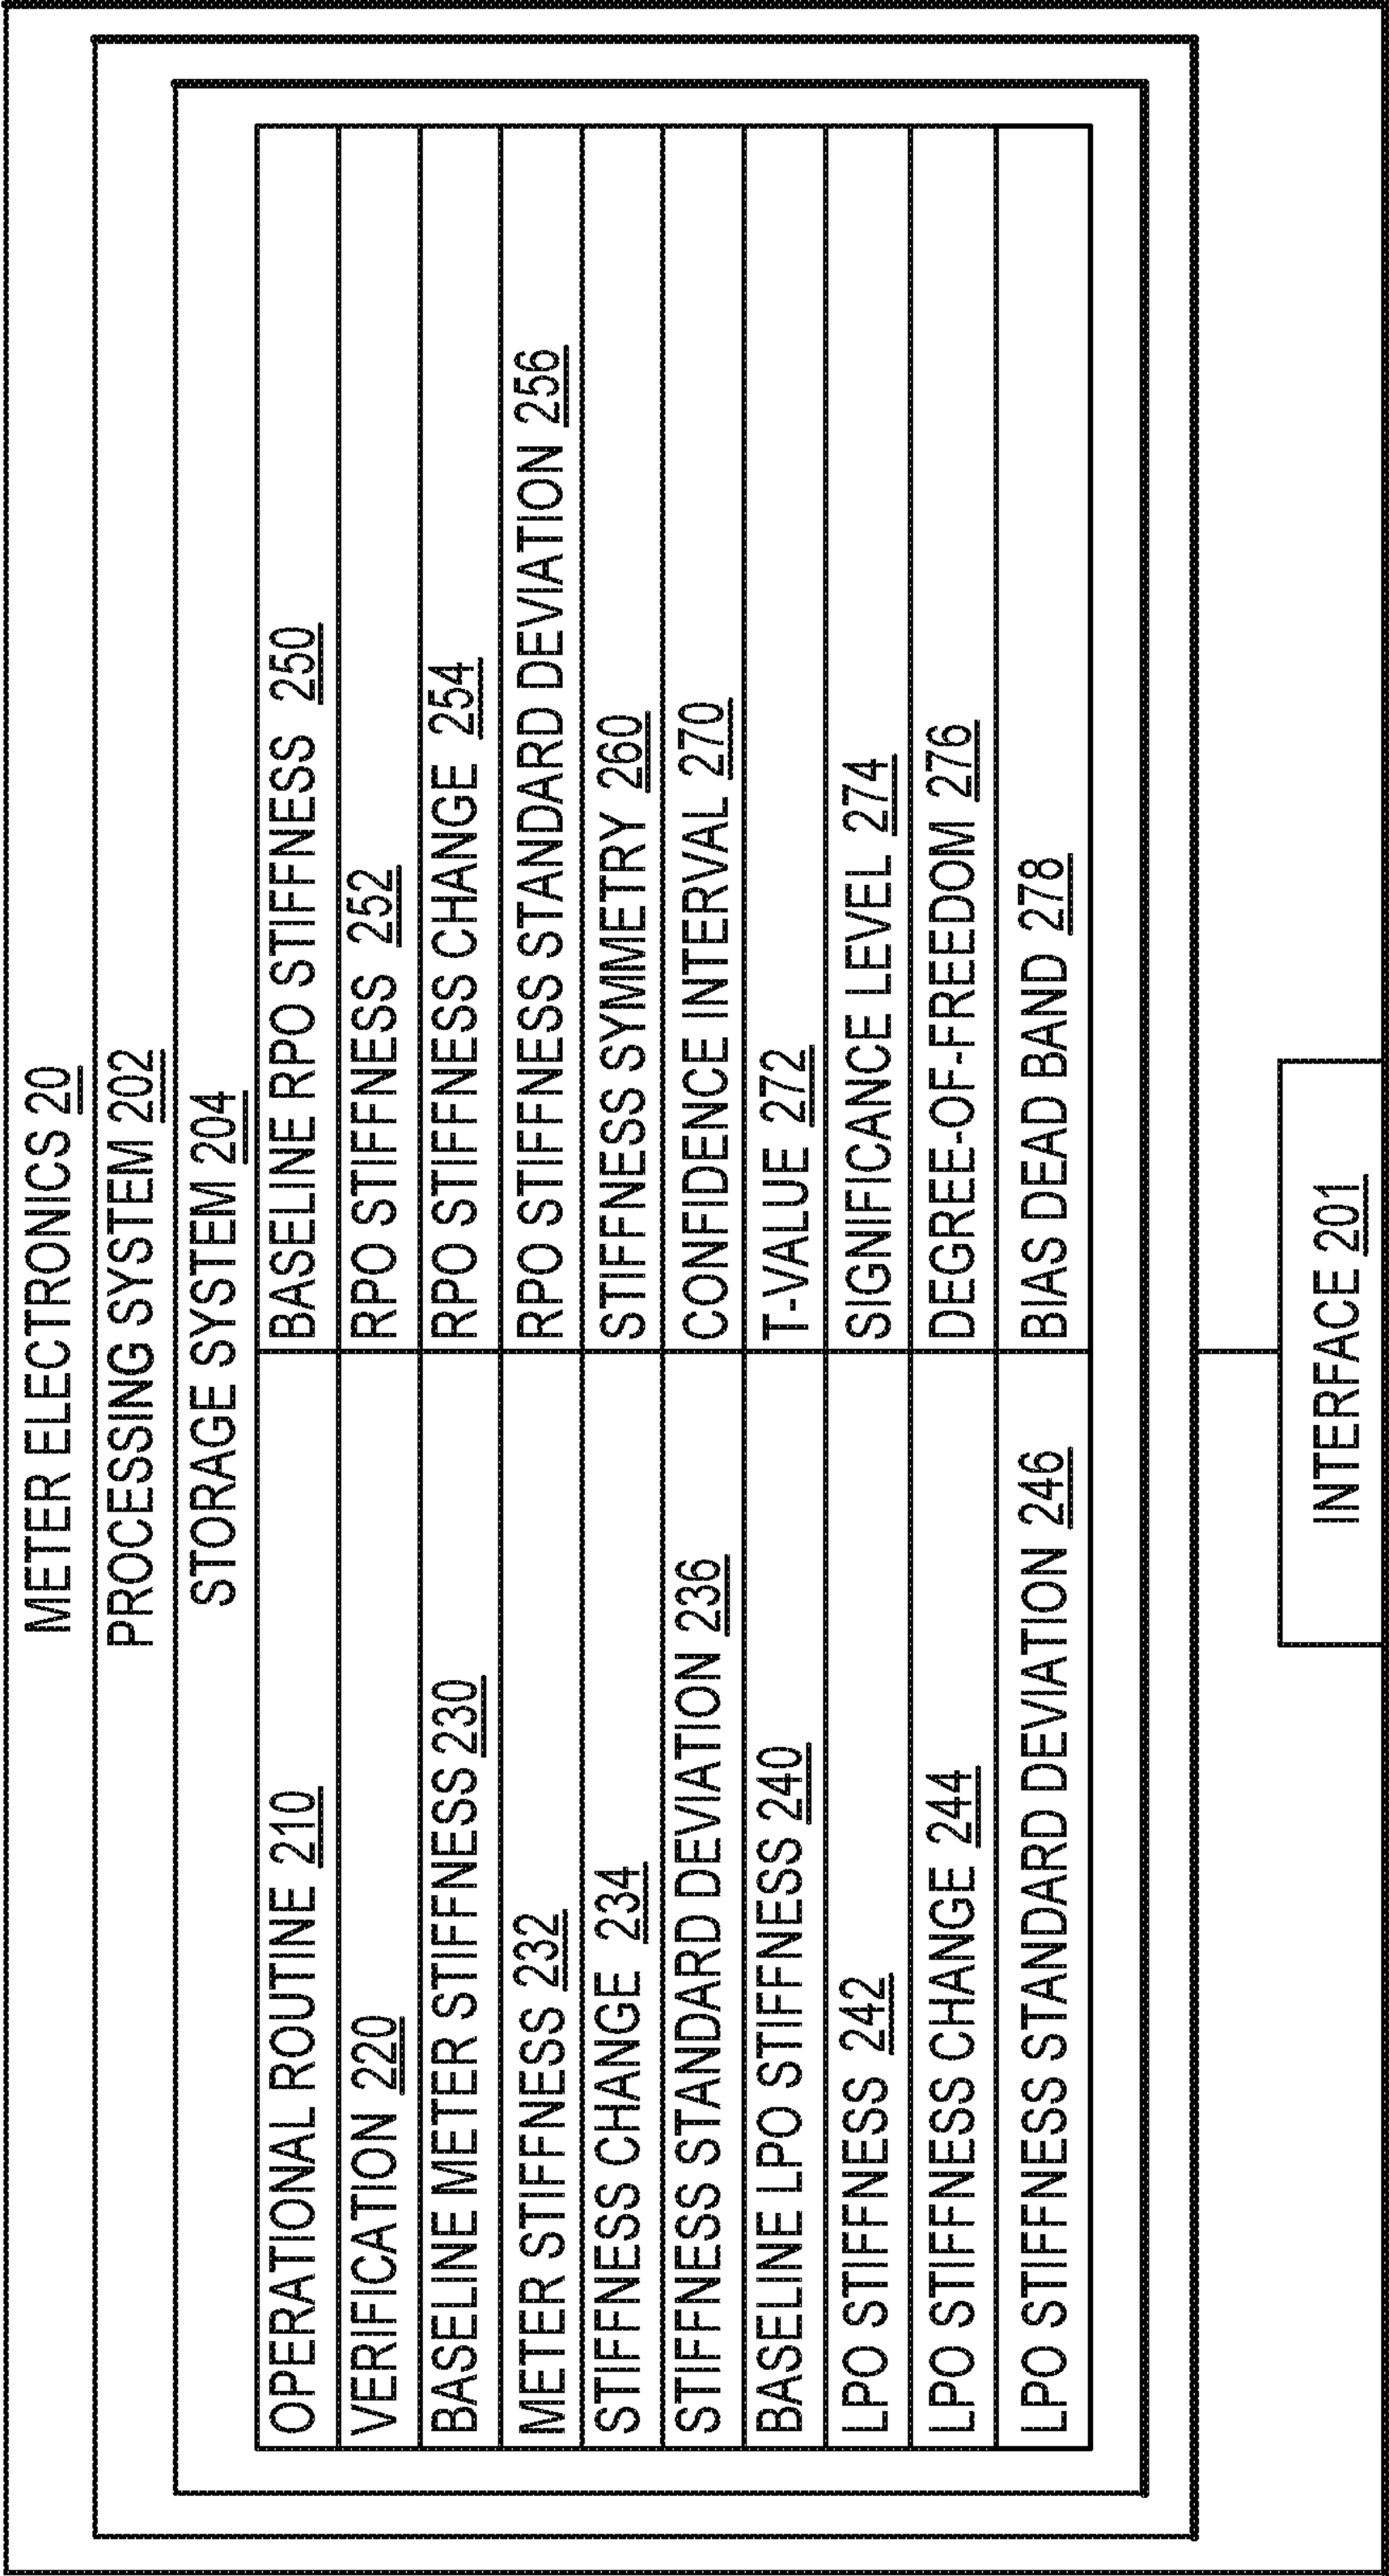 METER ELECTRONICS 20
PROCESSING SYSTEM 202
STORAGE SYSTEM 204
OPERATIONAL ROUTINE 210
BASELINE RPO STIFFNESS 250
VERIFICATION 220
RPO STIFFNESS 252
BASELINE METER STIFFNESS 230
RPO STIFFNESS CHANGE 254
METER STIFFNESS 232
RPO STIFFNESS STANDARD DEVIATION 256
STIFFNESS CHANGE 234
STIFFNESS SYMMETRY 260
STIFFNESS STANDARD DEVIATION 236
CONFIDENCE INTERVAL 270
BASELINE LPO STIFFNESS 240
T-VALUE 272
LPO STIFFNESS 242
SIGNIFICANCE LEVEL 274
LPO STIFFNESS CHANGE 244
DEGREE-OF-FREEDOM 276
LPO STIFFNESS STANDARD DEVIATION 246
BIAS DEAD BAND 278
INTERFACE 201